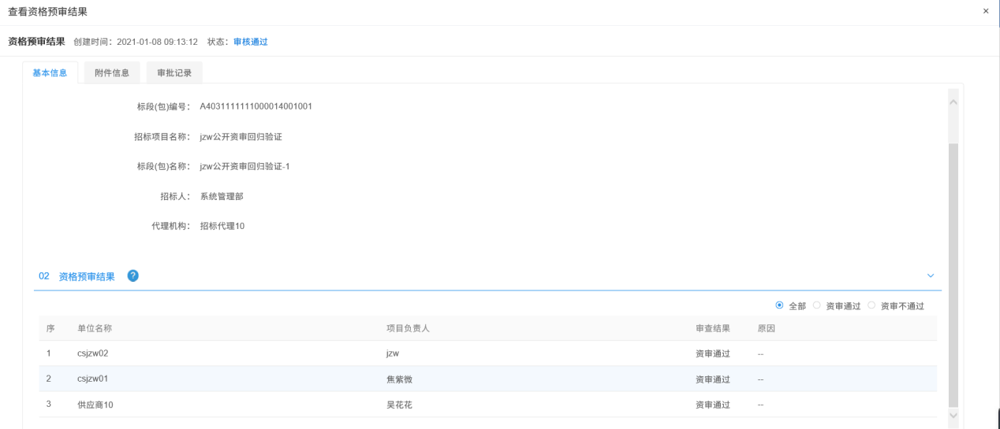 查看资格预审结果 ×
资格预审结果 创建时间：2021-01-08 09:13:12 状态：审核通过
基本信息 附件信息 审批记录
标段(包)编号： A4031111111000014001001
招标项目名称： jzw公开资审回归验证
标段(包)名称： jzw公开资审回归验证-1
招标人： 系统管理部
代理机构： 招标代理10
02 资格预审结果 ?
全部 资审通过 资审不通过
序 单位名称 项目负责人 审查结果 原因
1 csjzw02 jzw 资审通过 --
2 csjzw01 焦紫微 资审通过 --
3 供应商10 吴花花 资审通过 --